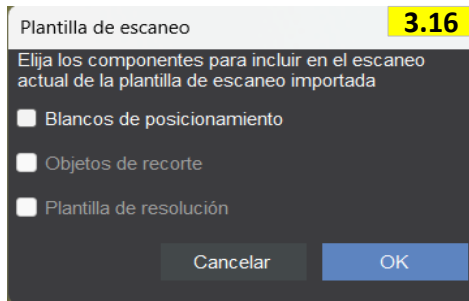 Plantilla de escaneo
3.16
Elija los componentes para incluir en el escaneo
actual de la plantilla de escaneo importada
Blancos de posicionamiento
Objetos de recorte
Plantilla de resolución
Cancelar
OK